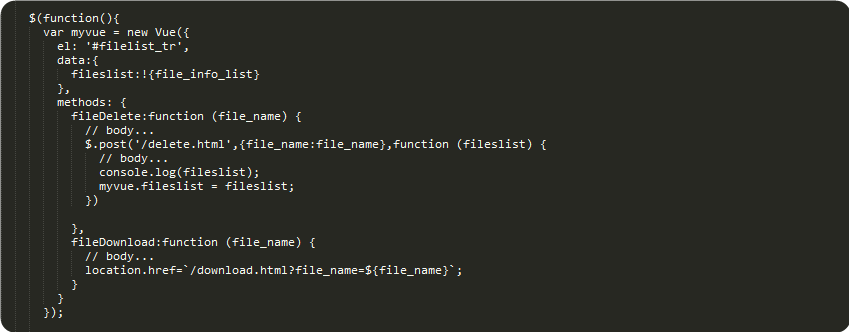 $(function(){
  var myvue = new Vue({
    el: '#filelist_tr',
    data:{
      fileslist:!{file_info_list}
    },
    methods: {
      fileDelete:function (file_name) {
        // body...
        $.post('/delete.html',{file_name:file_name},function (fileslist) {
          // body...
          console.log(fileslist);
          myvue.fileslist = fileslist;
        })

      },
      fileDownload:function (file_name) {
        // body...
        location.href=`/download.html?file_name=${file_name}`;
      }
    }
  });